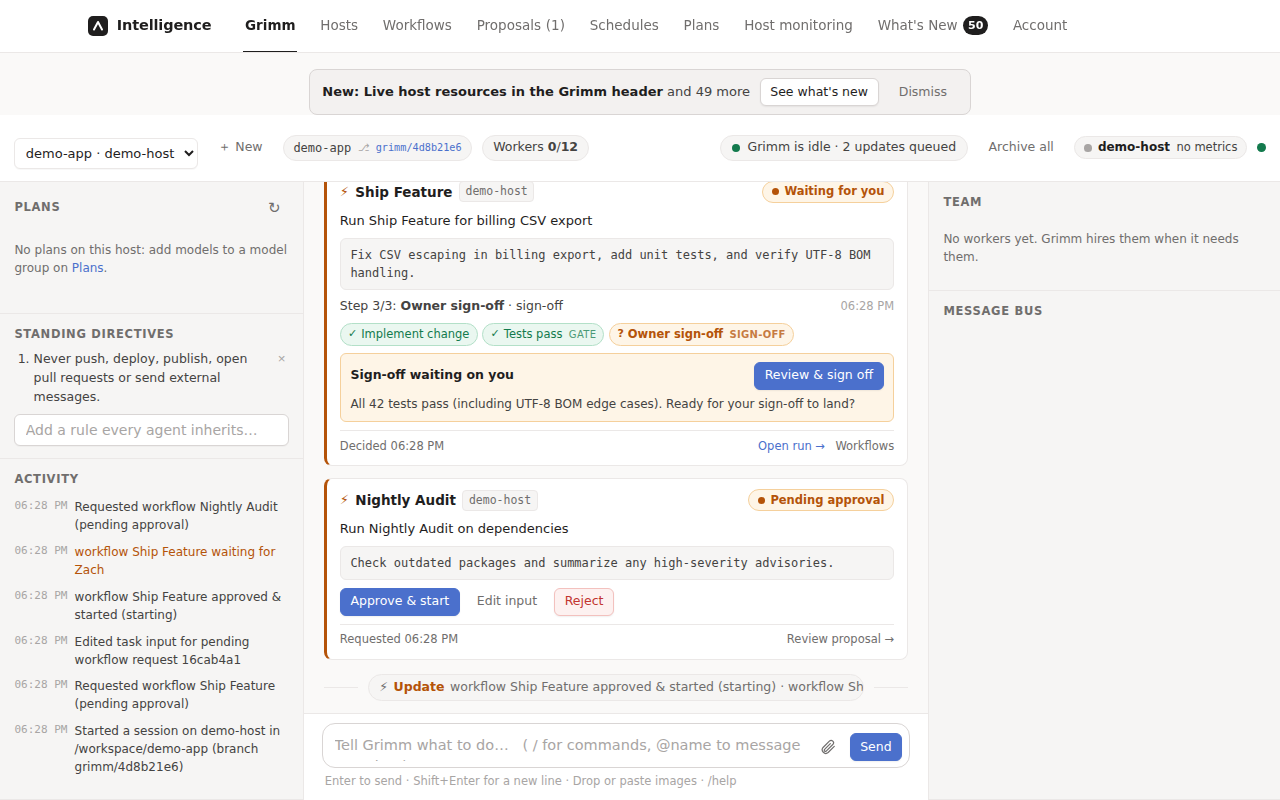 Intelligence
Grimm
Hosts
Workflows
Proposals (1)
Schedules
Plans
Host monitoring
What's New 50
Account
New: Live host resources in the Grimm header and 49 more
See what's new
Dismiss
demo-app · demo-host
+ New
demo-app grimm/4d8b21e6
Workers 0/12
Grimm is idle · 2 updates queued
Archive all
demo-host no metrics
PLANS
No plans on this host: add models to a model
group on Plans.
STANDING DIRECTIVES
1. Never push, deploy, publish, open
pull requests or send external
messages.
Add a rule every agent inherits…
ACTIVITY
06:28 PM Requested workflow Nightly Audit
(pending approval)
06:28 PM workflow Ship Feature waiting for
Zach
06:28 PM workflow Ship Feature approved &
started (starting)
06:28 PM Edited task input for pending
workflow request 16cab4a1
06:28 PM Requested workflow Ship Feature
(pending approval)
06:28 PM Started a session on demo-host in
/workspace/demo-app (branch
grimm/4d8b21e6)
Ship Feature demo-host
Waiting for you
Run Ship Feature for billing CSV export
Fix CSV escaping in billing export, add unit tests, and verify UTF-8 BOM
handling.
Step 3/3: Owner sign-off · sign-off
06:28 PM
✓ Implement change
✓ Tests pass GATE
? Owner sign-off SIGN-OFF
Sign-off waiting on you
Review & sign off
All 42 tests pass (including UTF-8 BOM edge cases). Ready for your sign-off to land?
Decided 06:28 PM
Open run →
Workflows
Nightly Audit demo-host
Pending approval
Run Nightly Audit on dependencies
Check outdated packages and summarize any high-severity advisories.
Approve & start
Edit input
Reject
Requested 06:28 PM
Review proposal →
Update workflow Ship Feature approved & started (starting) · workflow Sh
Tell Grimm what to do… ( / for commands, @name to message
Send
Enter to send · Shift+Enter for a new line · Drop or paste images · /help
TEAM
No workers yet. Grimm hires them when it needs
them.
MESSAGE BUS